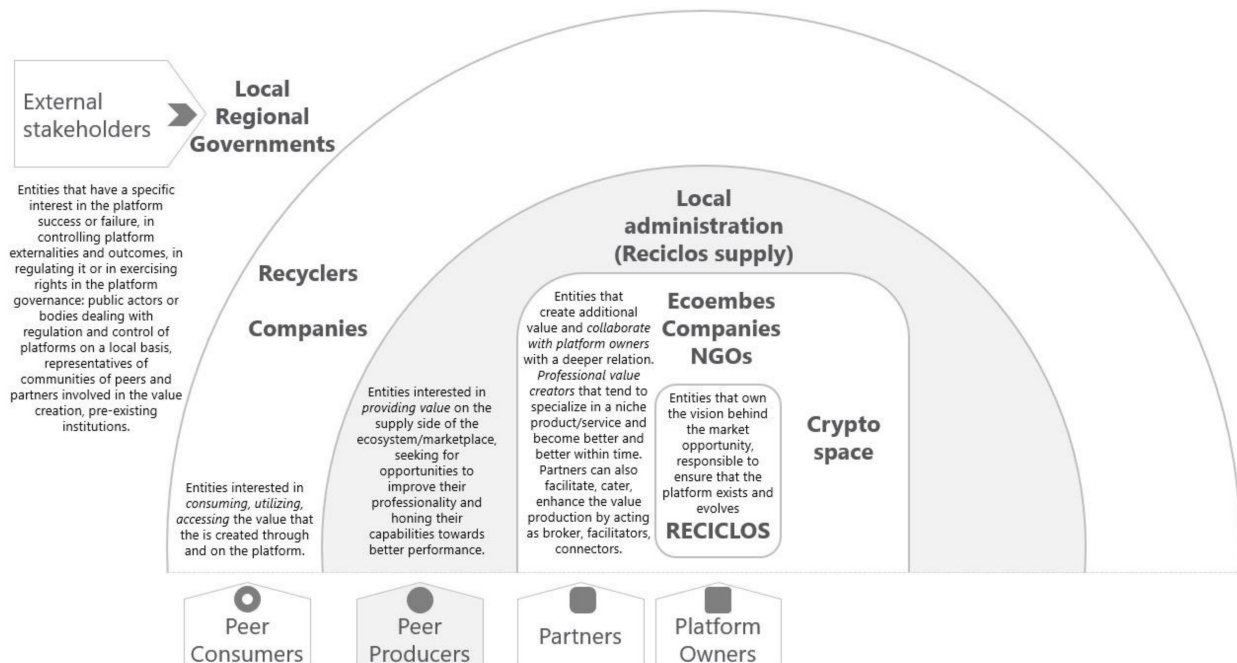 External
stakeholders
Local
Regional
Governments
Entities that have a specific
interest in the platform
success or failure, in
controlling platform
externalities and outcomes, in
regulating it or in exercising
rights in the platform
governance: public actors or
bodies dealing with
regulation and control of
platforms on a local basis,
representatives of
communities of peers and
partners involved in the value
creation, pre-existing
institutions.
Recyclers
Companies
Entities interested in
consuming, utilizing,
accessing the value that
the is created through
and on the platform.
Local
administration
(Reciclos supply)
Entities interested in
providing value on the
supply side of the
ecosystem/marketplace,
seeking for
opportunities to
improve their
professionality and
honing their
capabilities towards
better performance.
Entities that
create additional
value and collaborate
with platform owners
with a deeper relation.
Professional value
creators that tend to
specialize in a niche
product/service and
become better and
better within time.
Partners can also
facilitate, cater,
enhance the value
production by acting
as broker, facilitators,
connectors.
Ecoembes
Companies
NGOs
Entities that own
the vision behind
the market
opportunity,
responsible to
ensure that the
platform exists and
evolves
RECICLOS
Crypto
space
Peer
Consumers
Peer
Producers
Partners
Platform
Owners